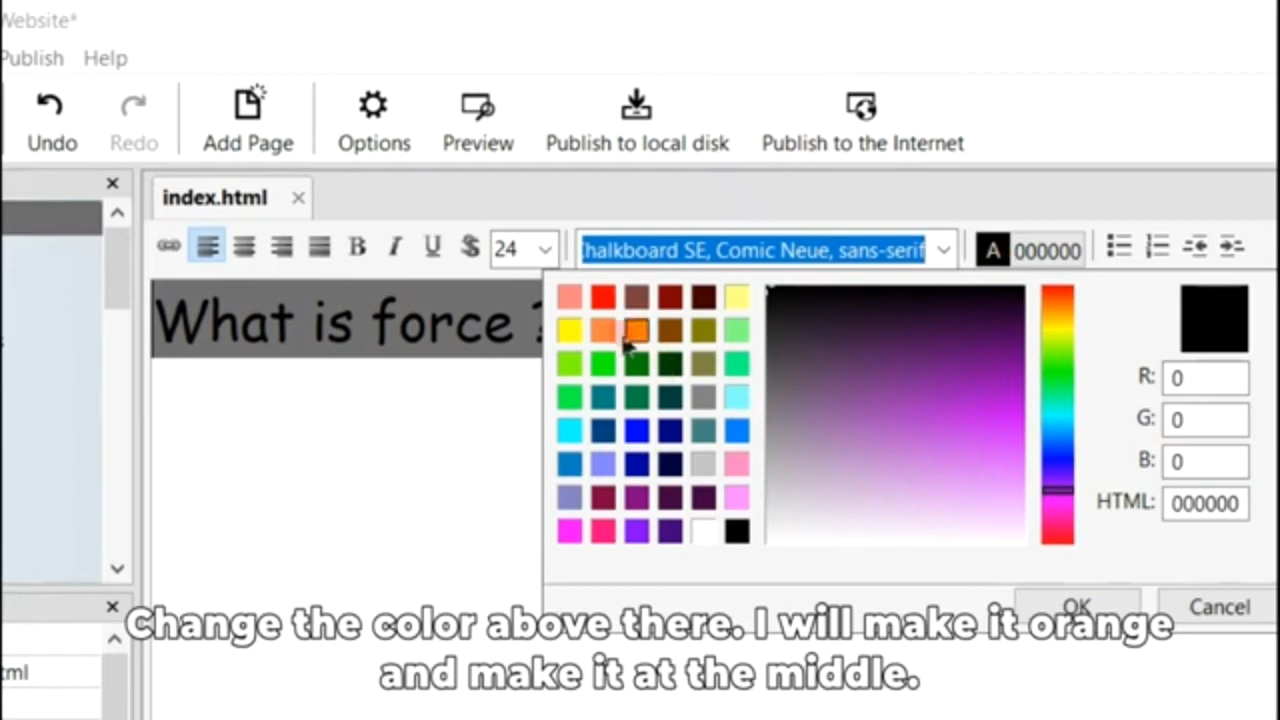 Website*
Publish Help
Undo Redo Add Page Options Preview Publish to local disk Publish to the Internet
index.html
B I U S 24 Chalkboard SE, Comic Neue, sans-serif A 000000
What is force ?
R: 0
G: 0
B: 0
HTML: 000000
OK Cancel
Change the color above there. I will make it orange
and make it at the middle.
tml